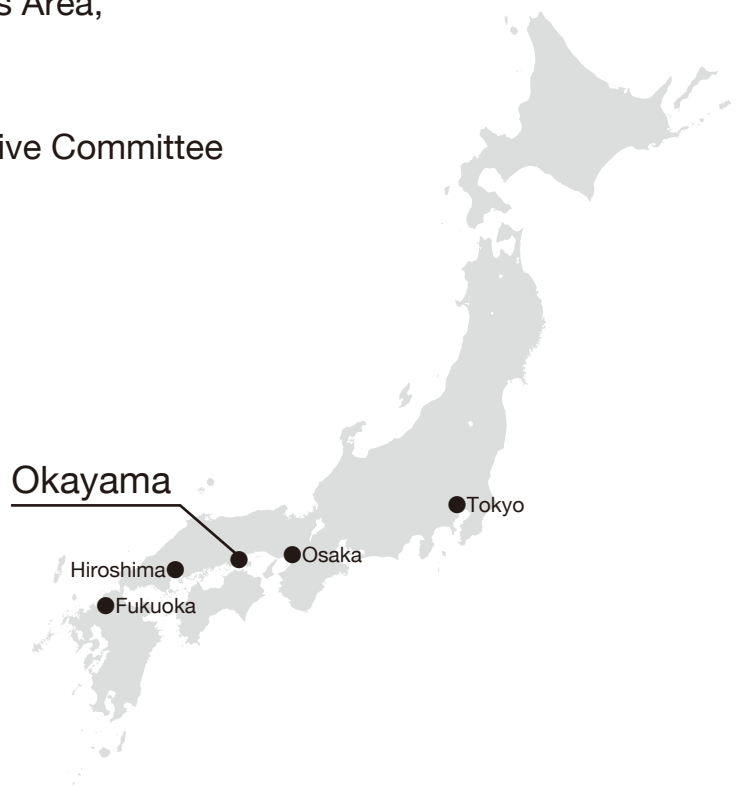 s Area,
ive Committee
Okayama
Tokyo
Osaka
Hiroshima
Fukuoka